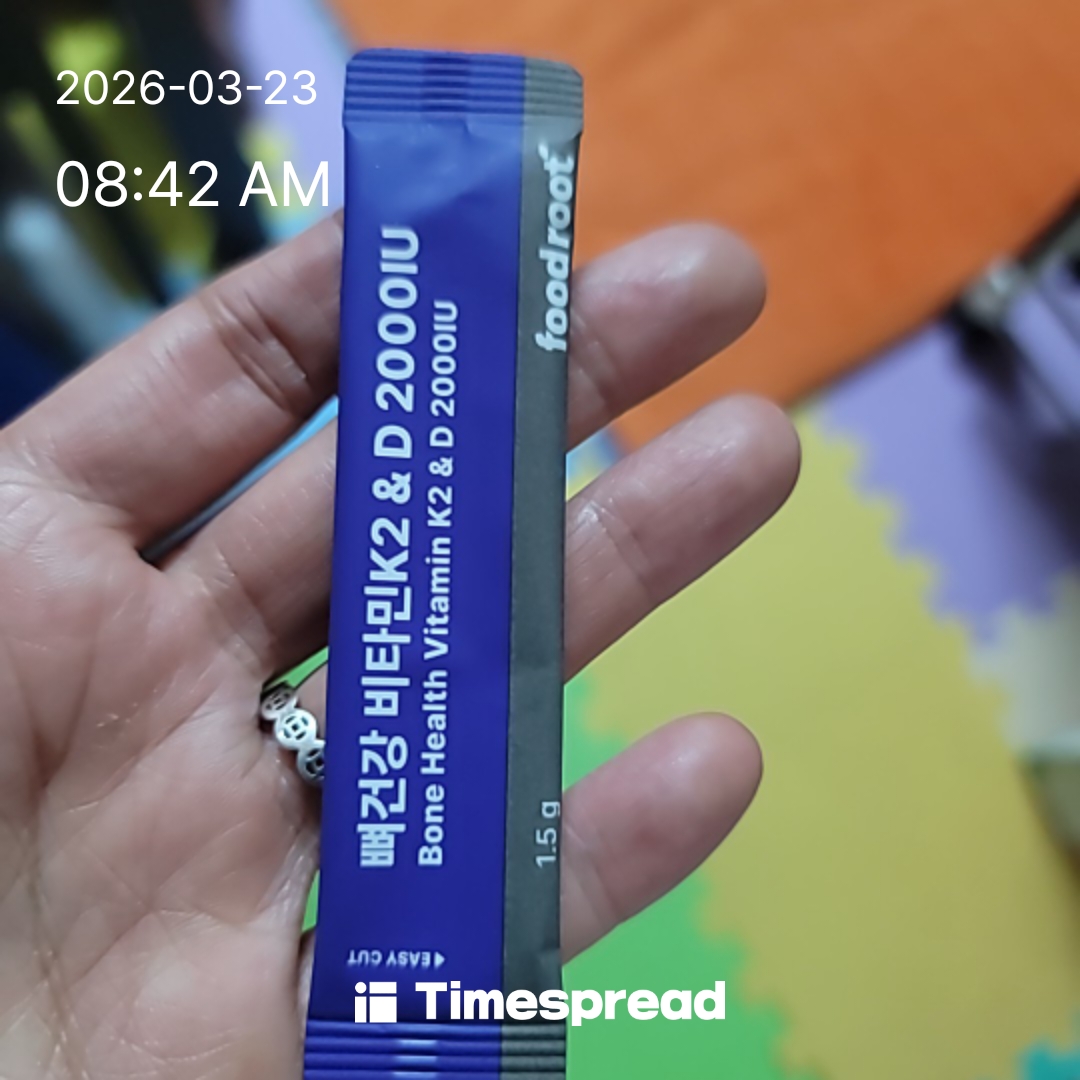 2026-03-23
08:42 AM
foodroot
뼈건강 비타민K2 & D 2000IU
Bone Health Vitamin K2 & D 2000IU
1.5 g
◀EASY CUT
Timespread